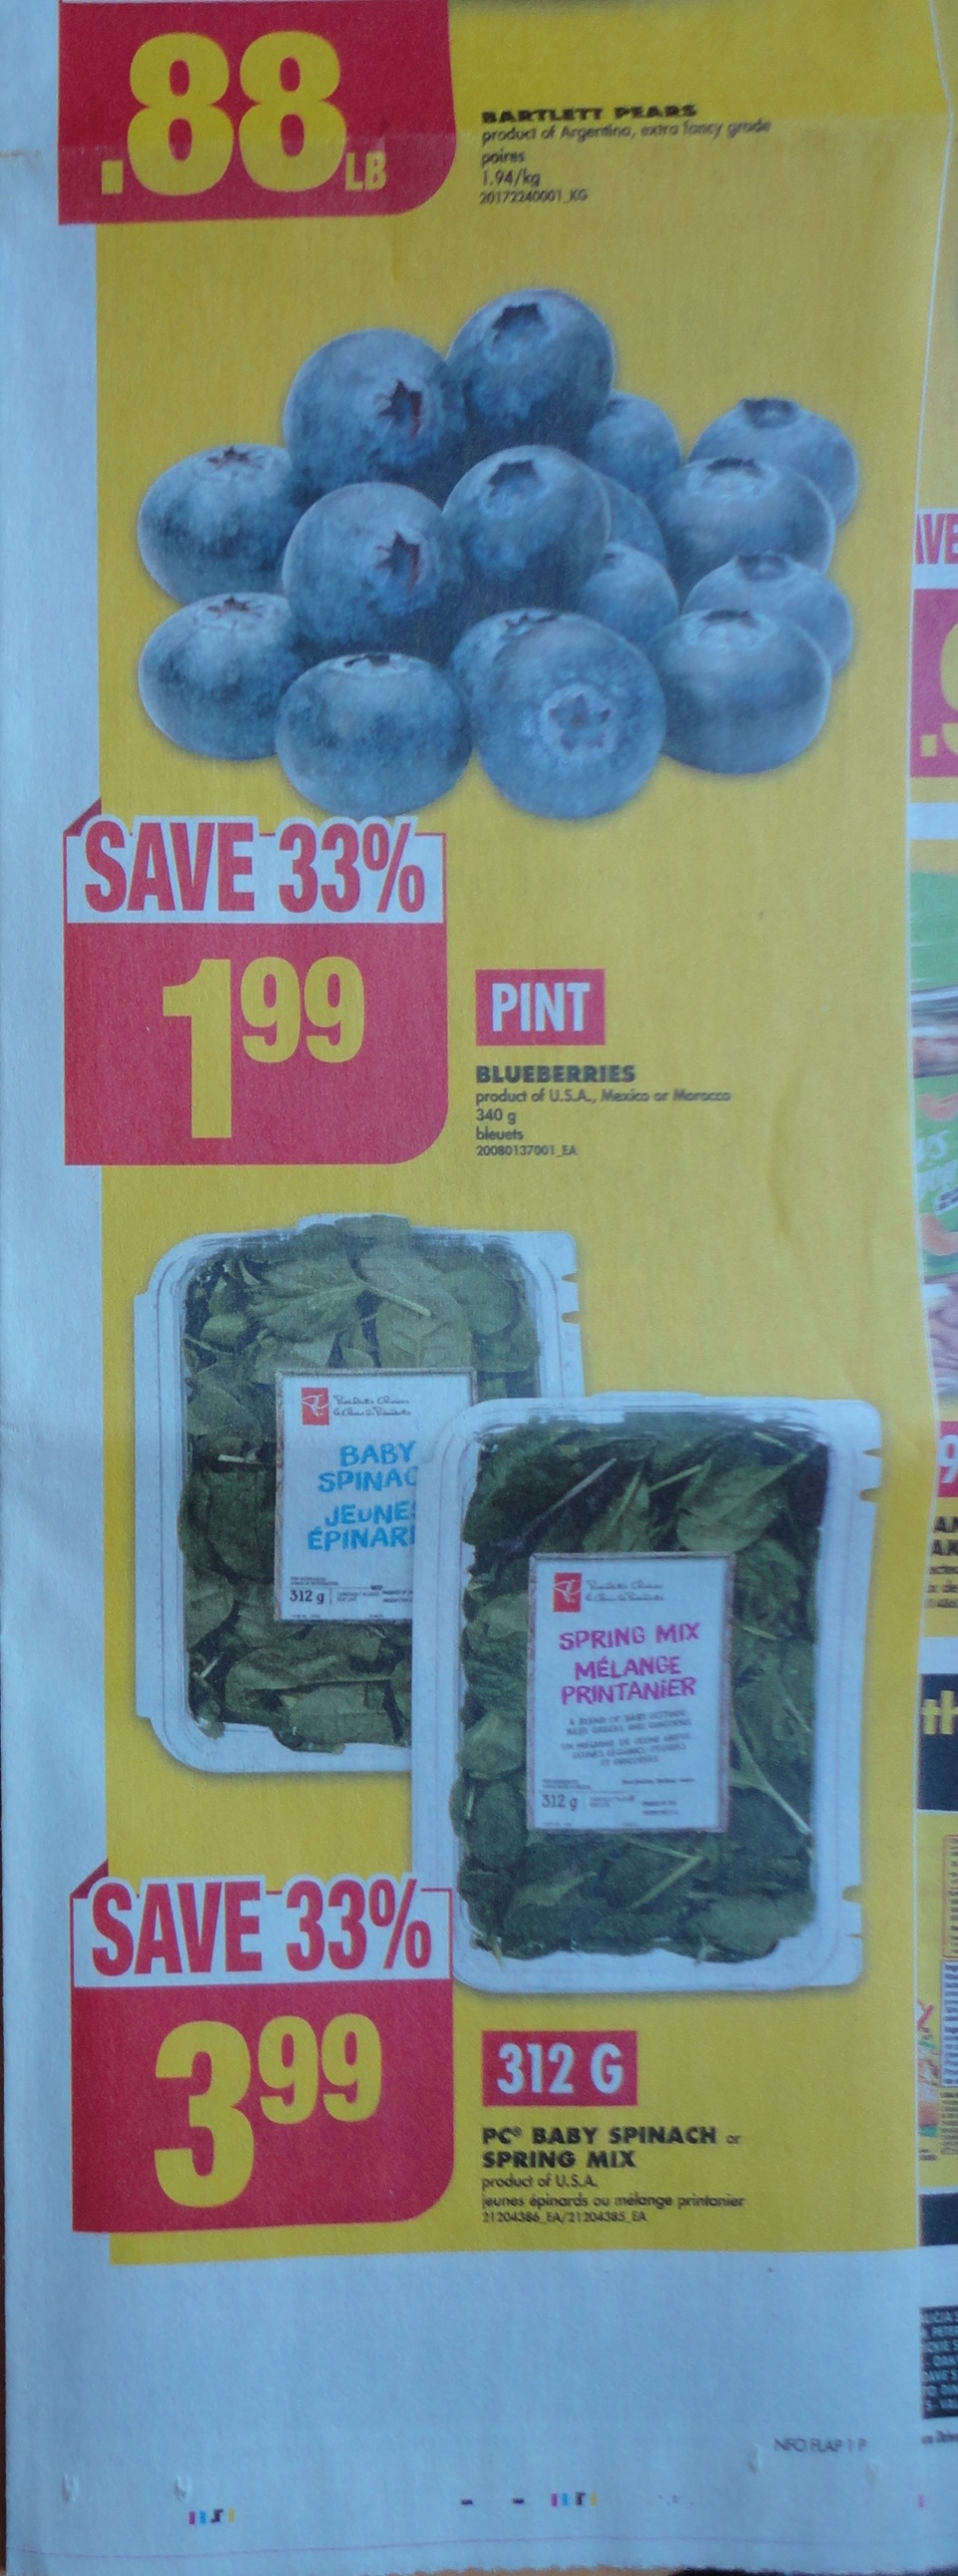 .88 LB
BARTLETT PEARS
product of Argentina, extra fancy grade
poires
1.94/kg
20172240001_KG
SAVE 33%
1 99
PINT
BLUEBERRIES
product of U.S.A., Mexico or Morocco
340 g
bleuets
20080137001_EA
BABY
SPINAC
JEUNE
ÉPINAR
312 g
SPRING MIX
MÉLANGE
PRINTANIER
312 g
SAVE 33%
3 99
312 G
PC® BABY SPINACH or
SPRING MIX
product of U.S.A.
jeunes épinards ou mélange printanier
21204386_EA/21204385_EA
NFO FLAP 1 P